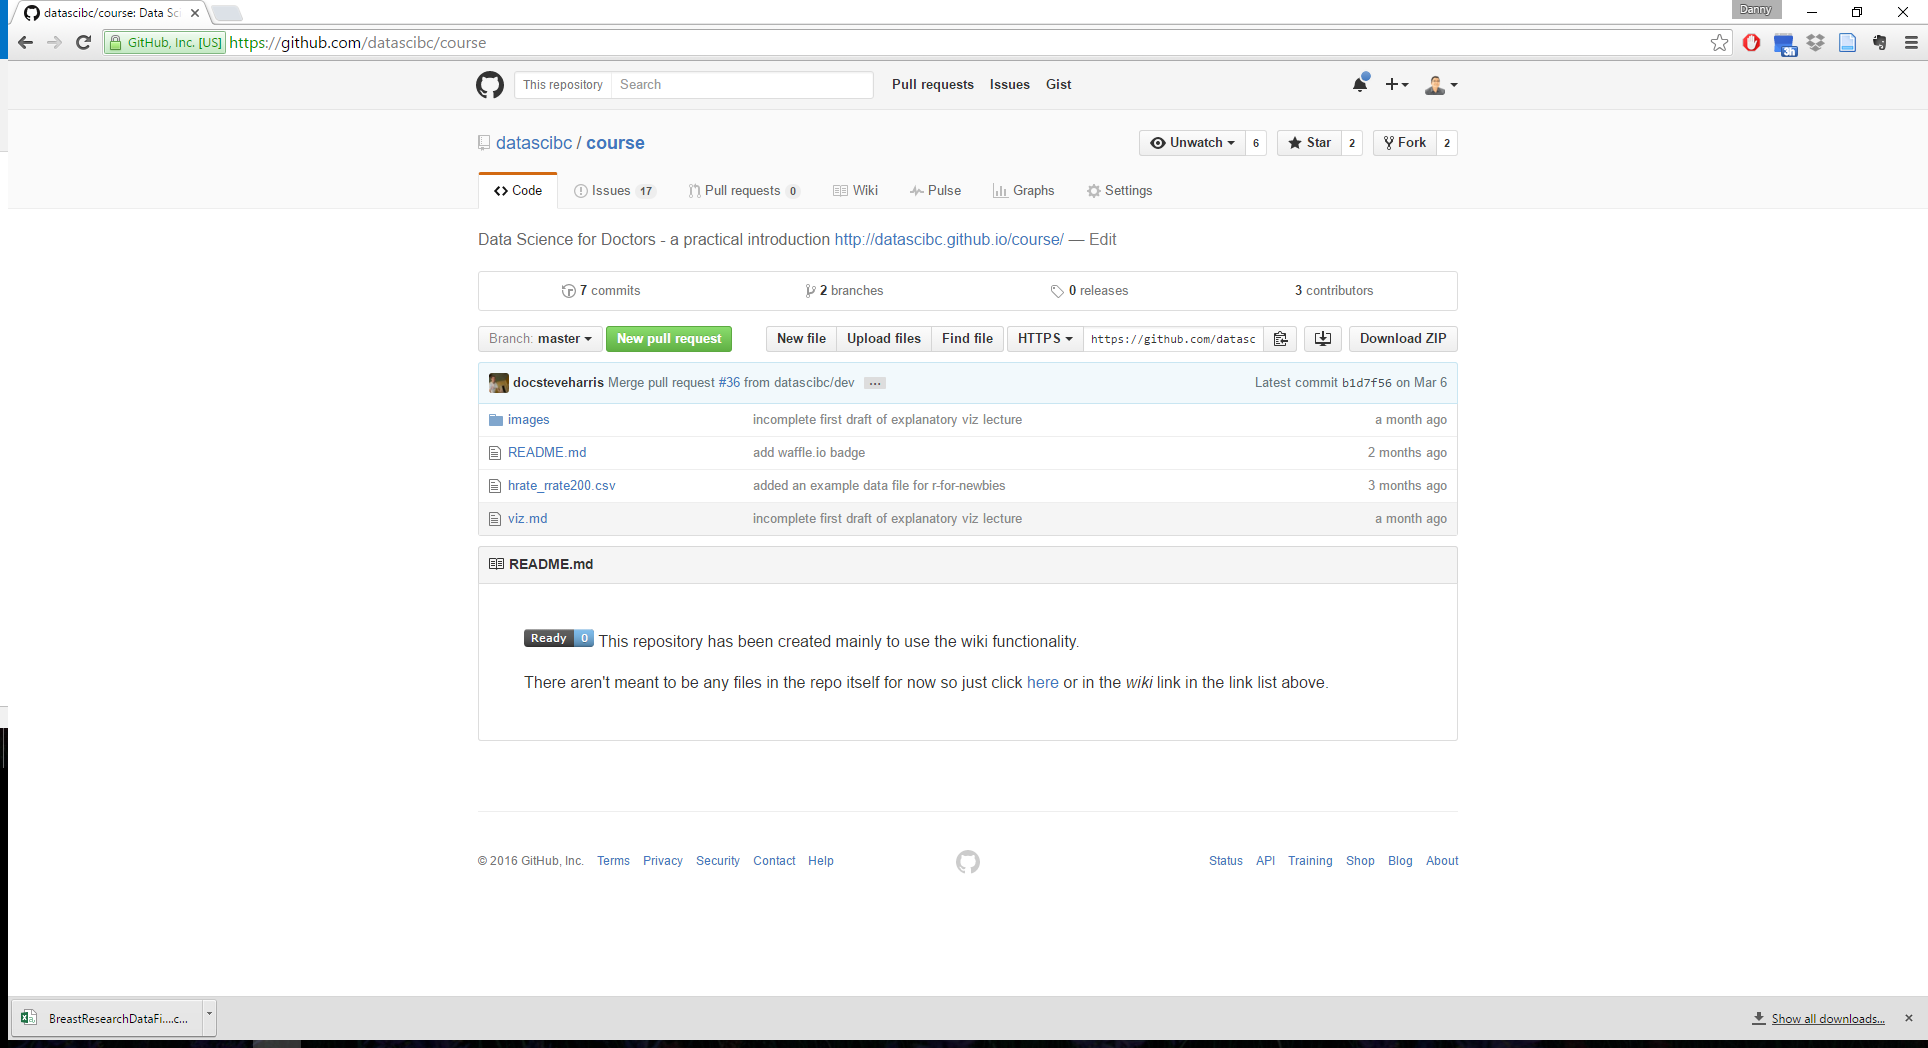 datascibc/course: Data Sci
Danny
GitHub, Inc. [US] https://github.com/datascibc/course
3h
This repository Search Pull requests Issues Gist
datascibc / course Unwatch 6 Star 2 Fork 2
Code Issues 17 Pull requests 0 Wiki Pulse Graphs Settings
Data Science for Doctors - a practical introduction http://datascibc.github.io/course/ — Edit
7 commits 2 branches 0 releases 3 contributors
Branch: master New pull request New file Upload files Find file HTTPS https://github.com/datasc Download ZIP
docsteveharris Merge pull request #36 from datascibc/dev ... Latest commit b1d7f56 on Mar 6
images incomplete first draft of explanatory viz lecture a month ago
README.md add waffle.io badge 2 months ago
hrate_rrate200.csv added an example data file for r-for-newbies 3 months ago
viz.md incomplete first draft of explanatory viz lecture a month ago
README.md
Ready 0 This repository has been created mainly to use the wiki functionality.
There aren't meant to be any files in the repo itself for now so just click here or in the wiki link in the link list above.
© 2016 GitHub, Inc. Terms Privacy Security Contact Help Status API Training Shop Blog About
BreastResearchDataFi....c... Show all downloads...